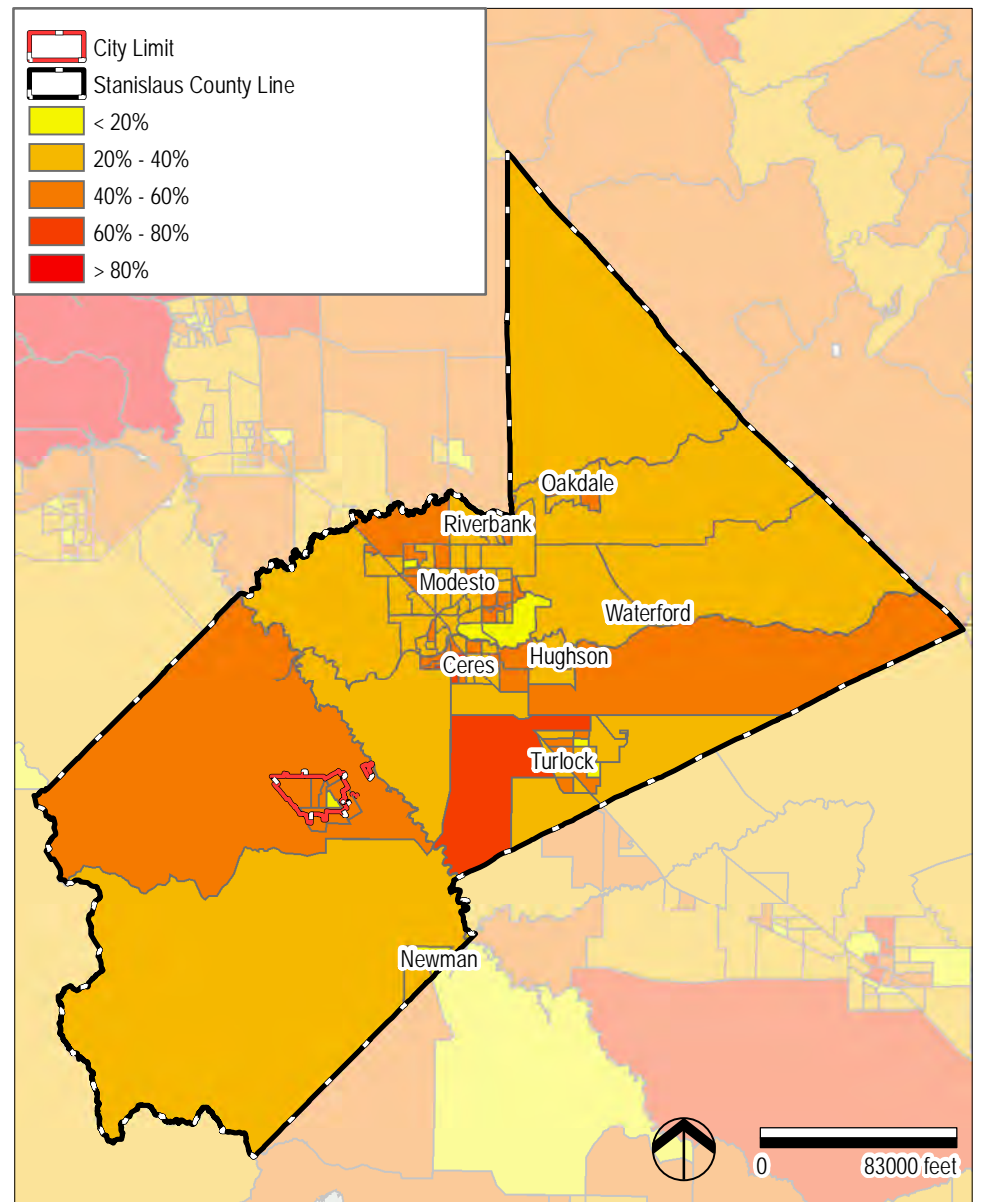 City Limit
Stanislaus County Line
< 20%
20% - 40%
40% - 60%
60% - 80%
> 80%
Oakdale
Riverbank
Modesto
Waterford
Ceres
Hughson
Turlock
Newman
0
83000 feet